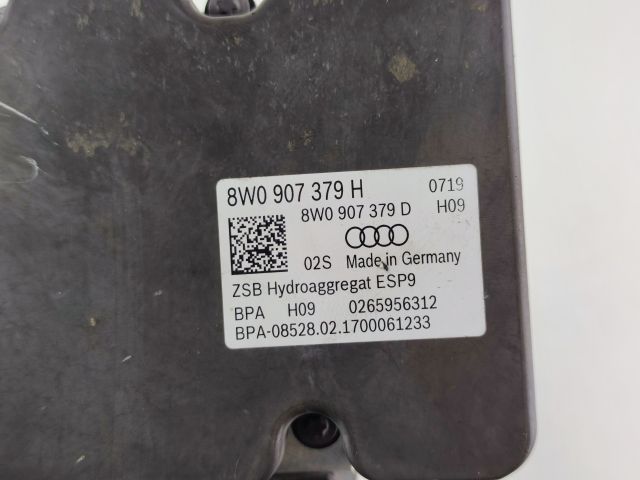 8W0 907 379 H 0719
8W0 907 379 D H09
02S Made in Germany
ZSB Hydroaggregat ESP9
BPA H09 0265956312
BPA-08528.02.1700061233